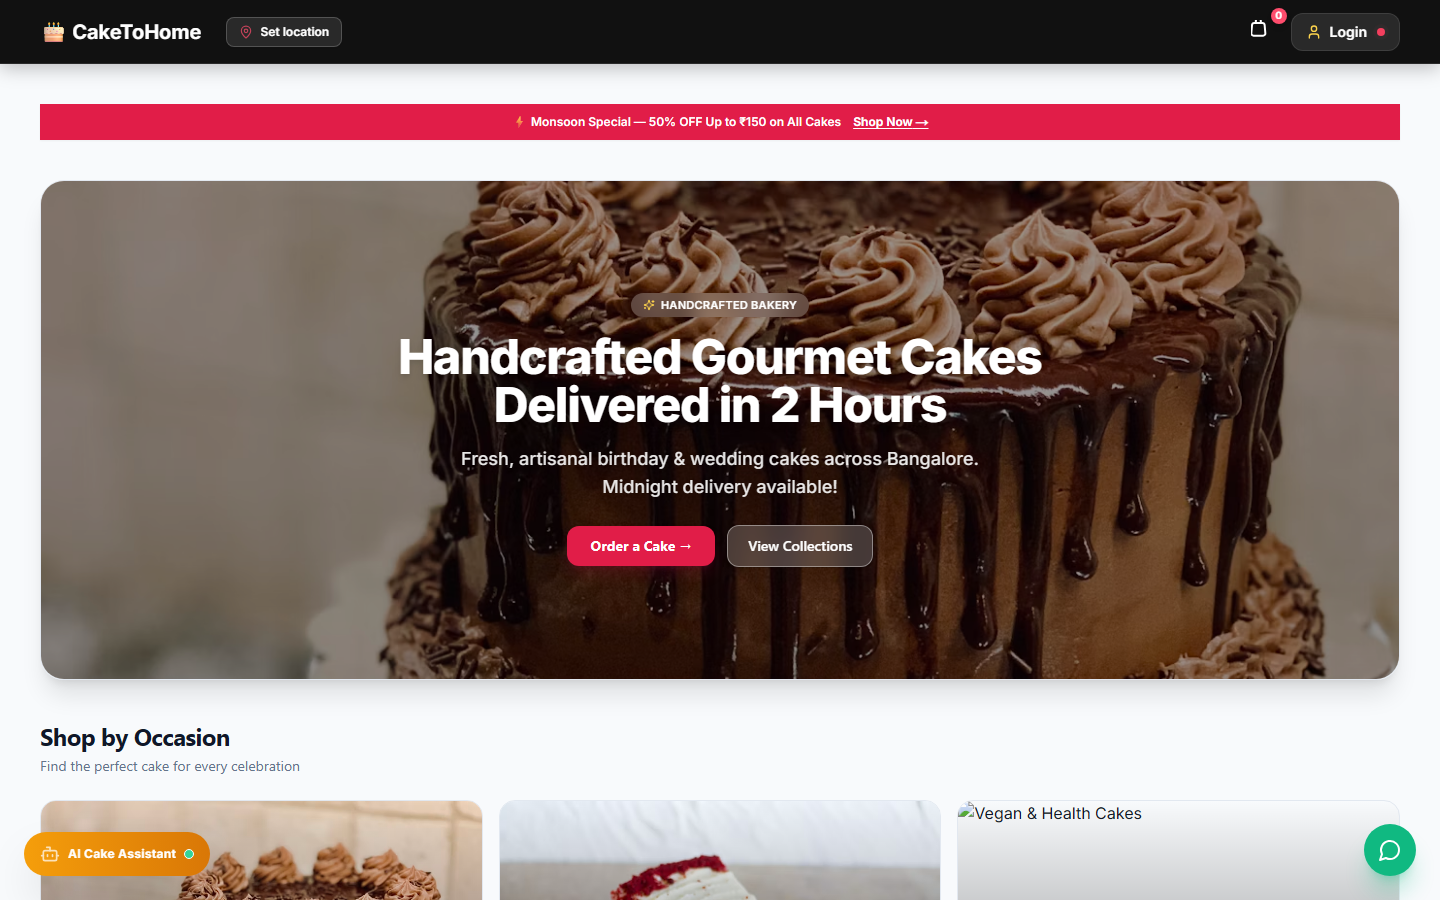 CakeToHome
Set location
0
Login
Monsoon Special — 50% OFF Up to ₹150 on All Cakes Shop Now →
HANDCRAFTED BAKERY
Handcrafted Gourmet Cakes
Delivered in 2 Hours
Fresh, artisanal birthday & wedding cakes across Bangalore.
Midnight delivery available!
Order a Cake →
View Collections
Shop by Occasion
Find the perfect cake for every celebration
Vegan & Health Cakes
AI Cake Assistant